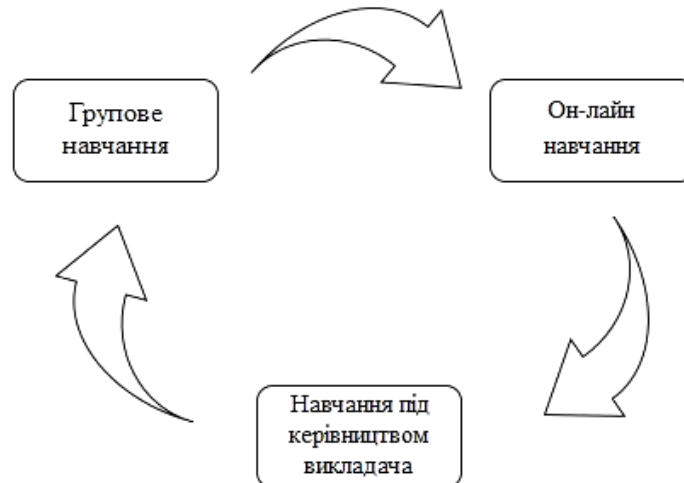 Групове
навчання
Он-лайн
навчання
Навчання під
керівництвом
викладача